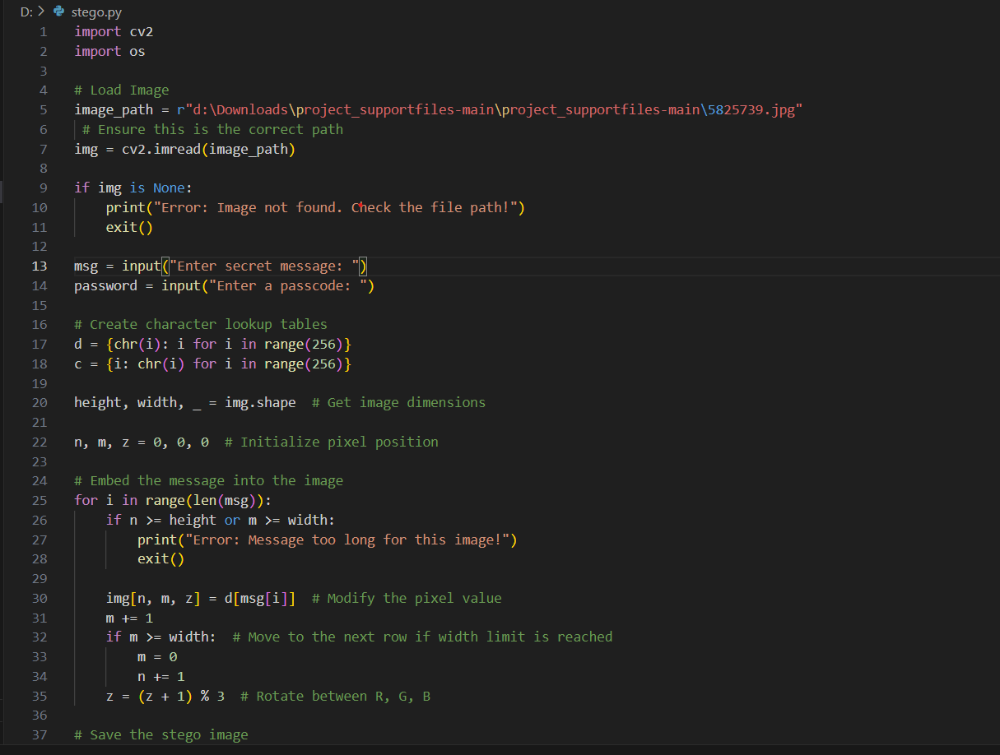 D: > stego.py
1 import cv2
2 import os
3
4 # Load Image
5 image_path = r"d:\Downloads\project_supportfiles-main\project_supportfiles-main\5825739.jpg"
6  # Ensure this is the correct path
7 img = cv2.imread(image_path)
8
9 if img is None:
10     print("Error: Image not found. Check the file path!")
11     exit()
12
13 msg = input("Enter secret message: ")
14 password = input("Enter a passcode: ")
15
16 # Create character lookup tables
17 d = {chr(i): i for i in range(256)}
18 c = {i: chr(i) for i in range(256)}
19
20 height, width, _ = img.shape  # Get image dimensions
21
22 n, m, z = 0, 0, 0  # Initialize pixel position
23
24 # Embed the message into the image
25 for i in range(len(msg)):
26     if n >= height or m >= width:
27         print("Error: Message too long for this image!")
28         exit()
29
30     img[n, m, z] = d[msg[i]]  # Modify the pixel value
31     m += 1
32     if m >= width:  # Move to the next row if width limit is reached
33         m = 0
34         n += 1
35     z = (z + 1) % 3  # Rotate between R, G, B
36
37 # Save the stego image